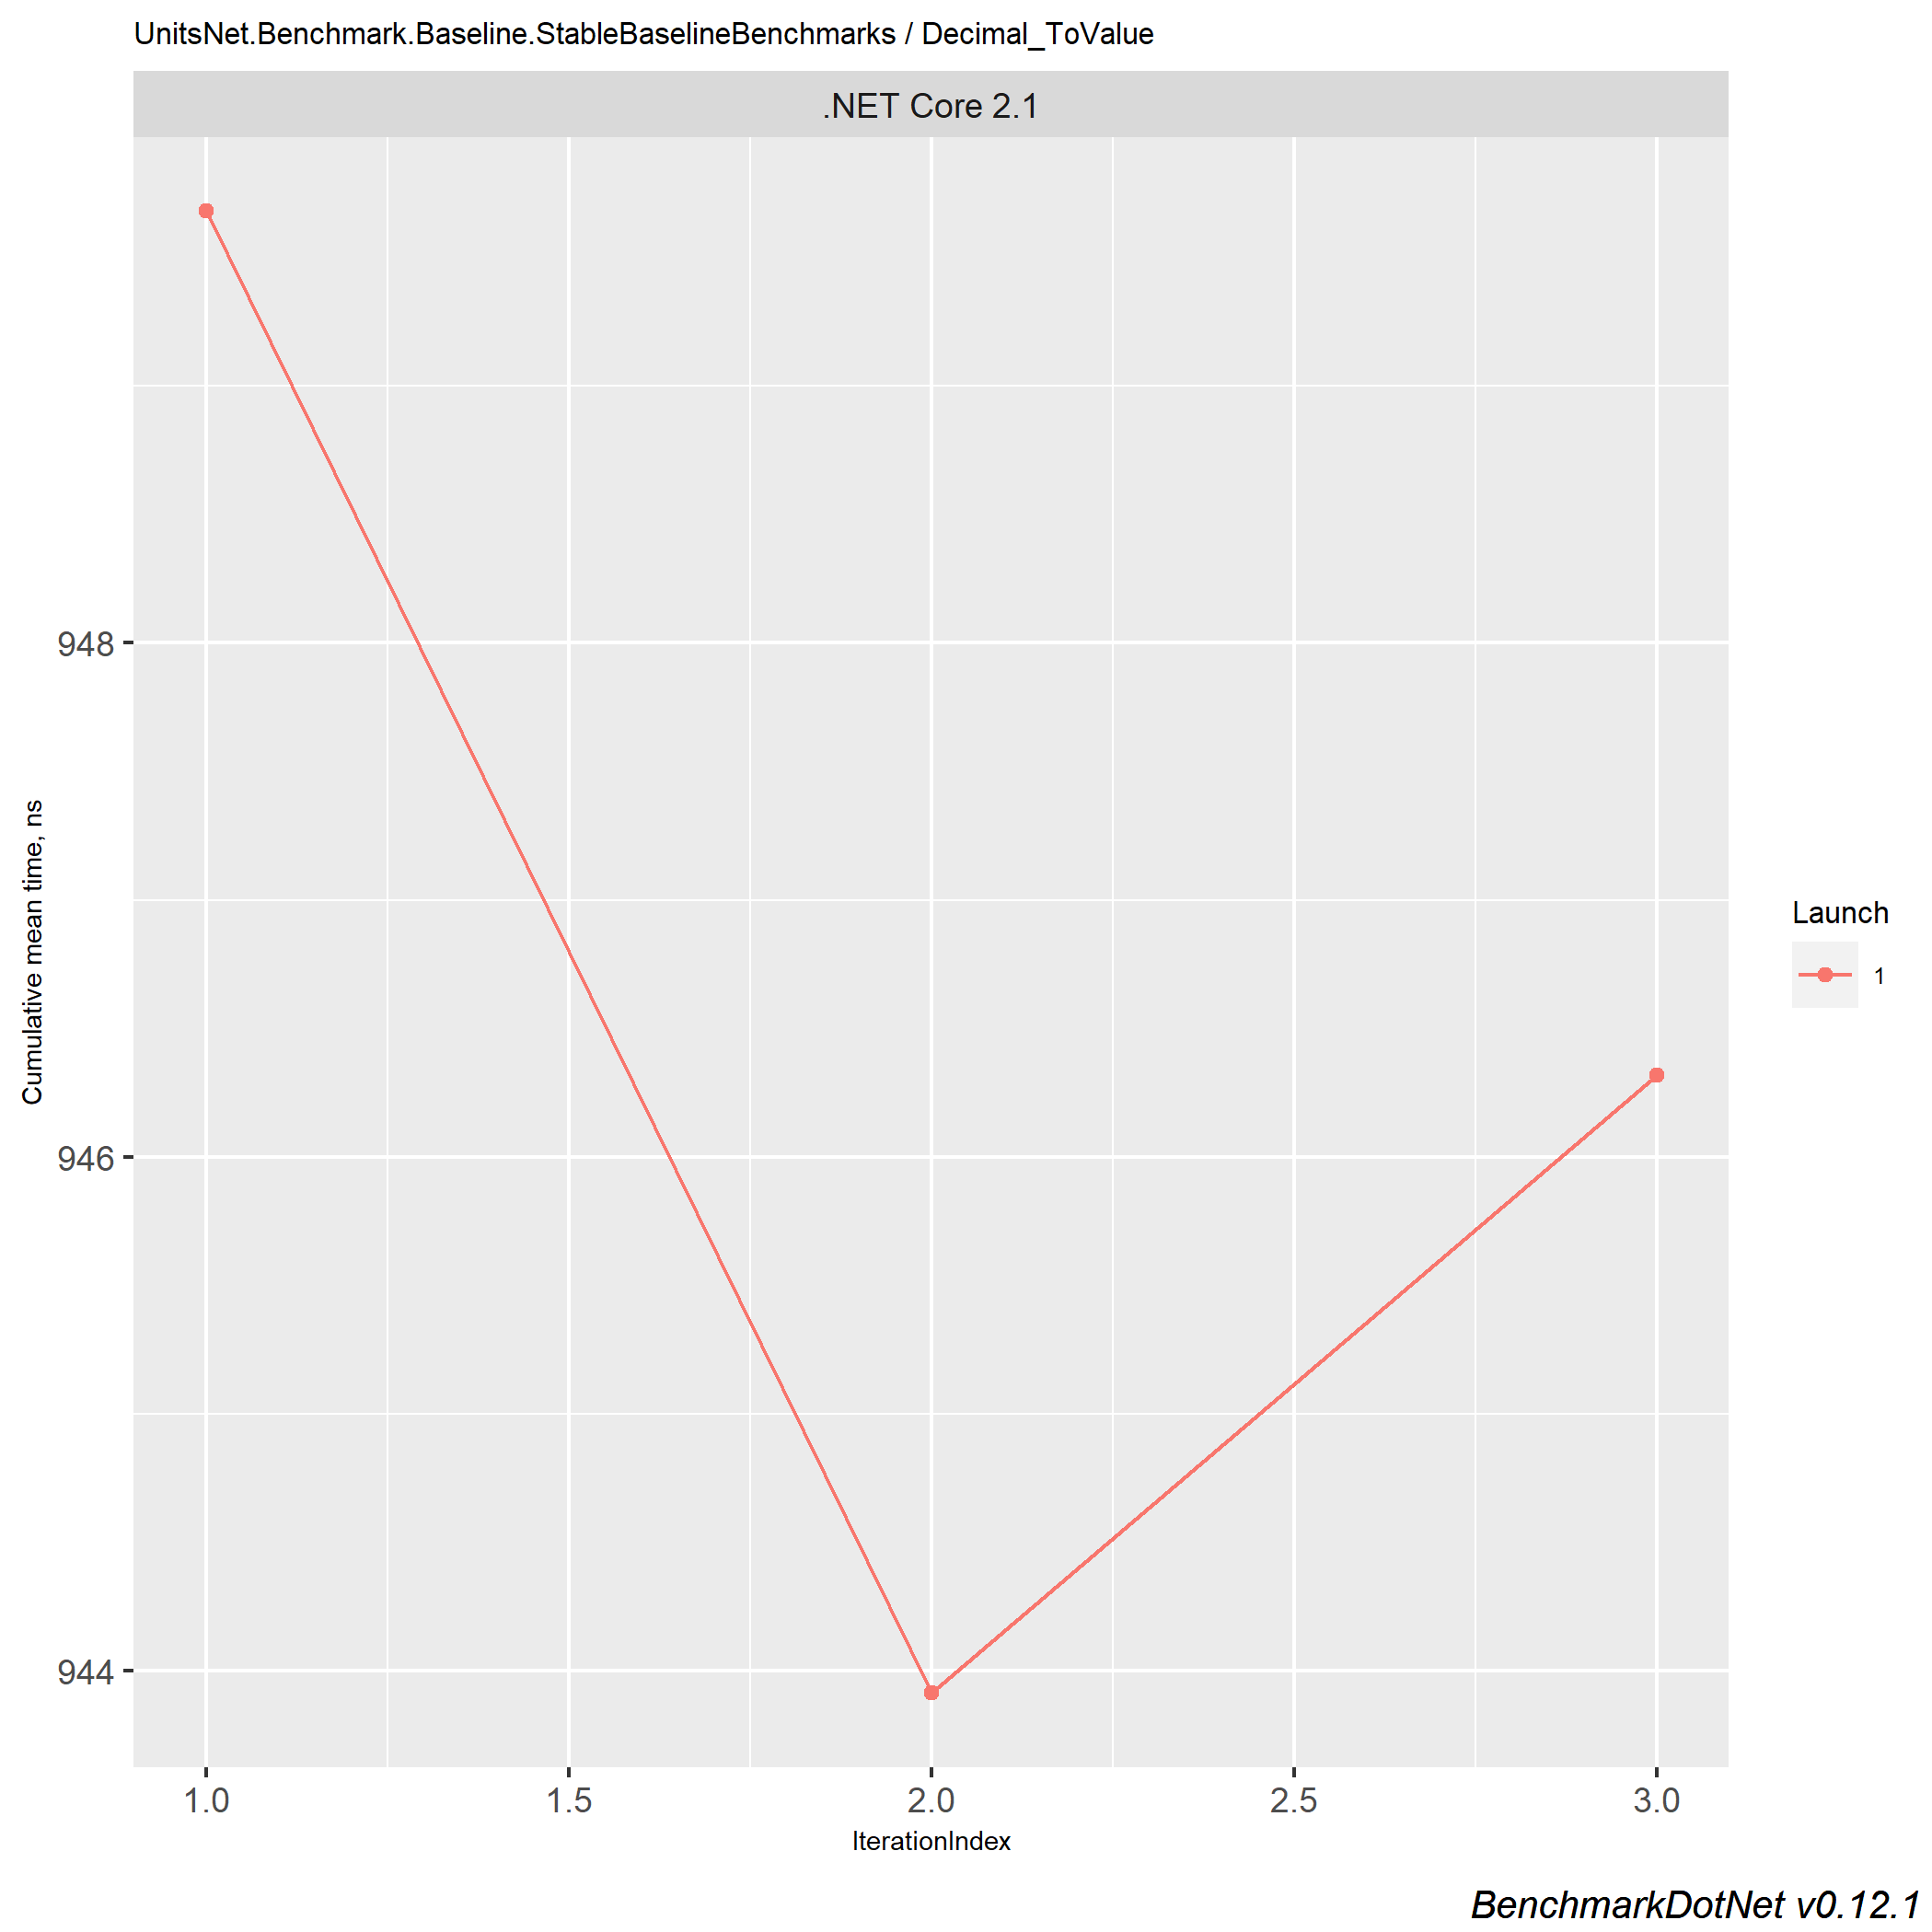 UnitsNet.Benchmark.Baseline.StableBaselineBenchmarks / Decimal_ToValue
.NET Core 2.1
948
946
944
Cumulative mean time, ns
1.0 1.5 2.0 2.5 3.0
IterationIndex
Launch
1
BenchmarkDotNet v0.12.1